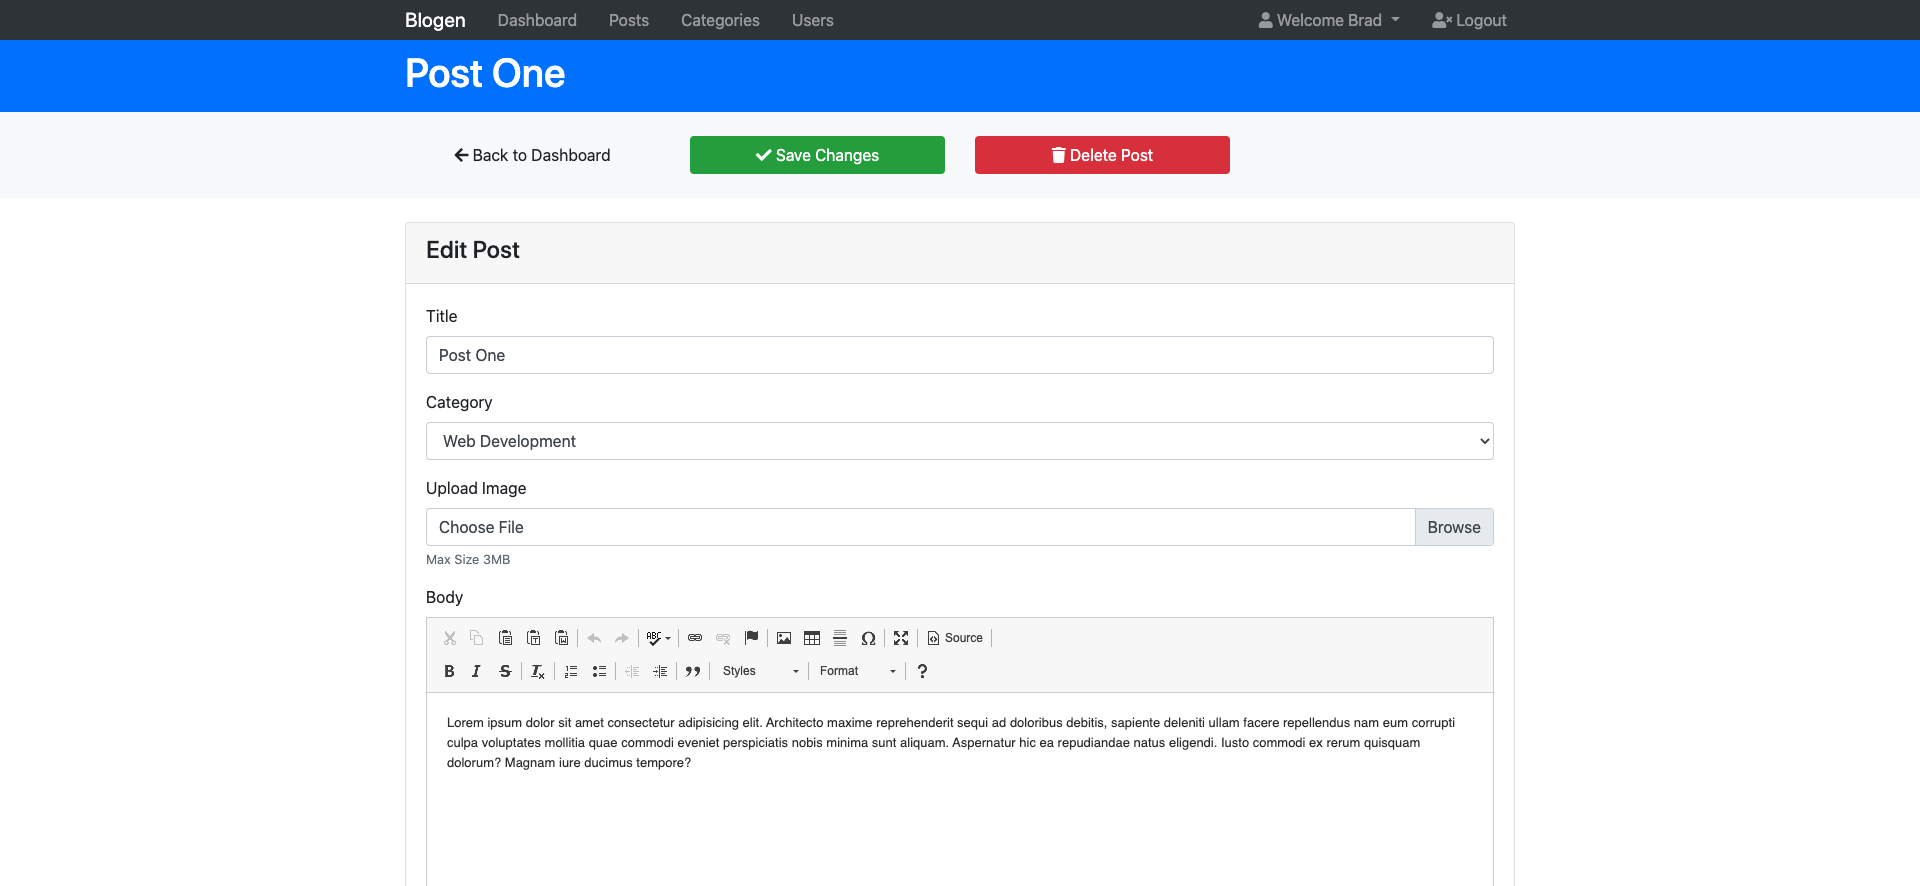 Blogen Dashboard Posts Categories Users Welcome Brad Logout
Post One
Back to Dashboard Save Changes Delete Post
Edit Post
Title
Post One
Category
Web Development
Upload Image
Choose File Browse
Max Size 3MB
Body
ABC Ω Source
B I S Ix Styles Format ?
Lorem ipsum dolor sit amet consectetur adipisicing elit. Architecto maxime reprehenderit sequi ad doloribus debitis, sapiente deleniti ullam facere repellendus nam eum corrupti
culpa voluptates mollitia quae commodi eveniet perspiciatis nobis minima sunt aliquam. Aspernatur hic ea repudiandae natus eligendi. Iusto commodi ex rerum quisquam
dolorum? Magnam iure ducimus tempore?